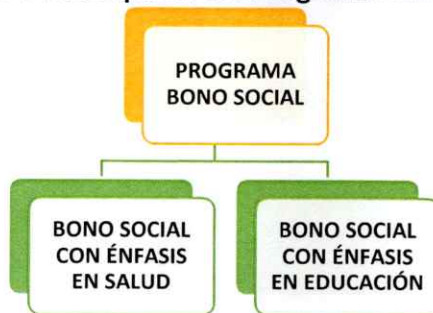 PROGRAMA
BONO SOCIAL
BONO SOCIAL
CON ÉNFASIS
EN SALUD
BONO SOCIAL
CON ÉNFASIS
EN EDUCACIÓN